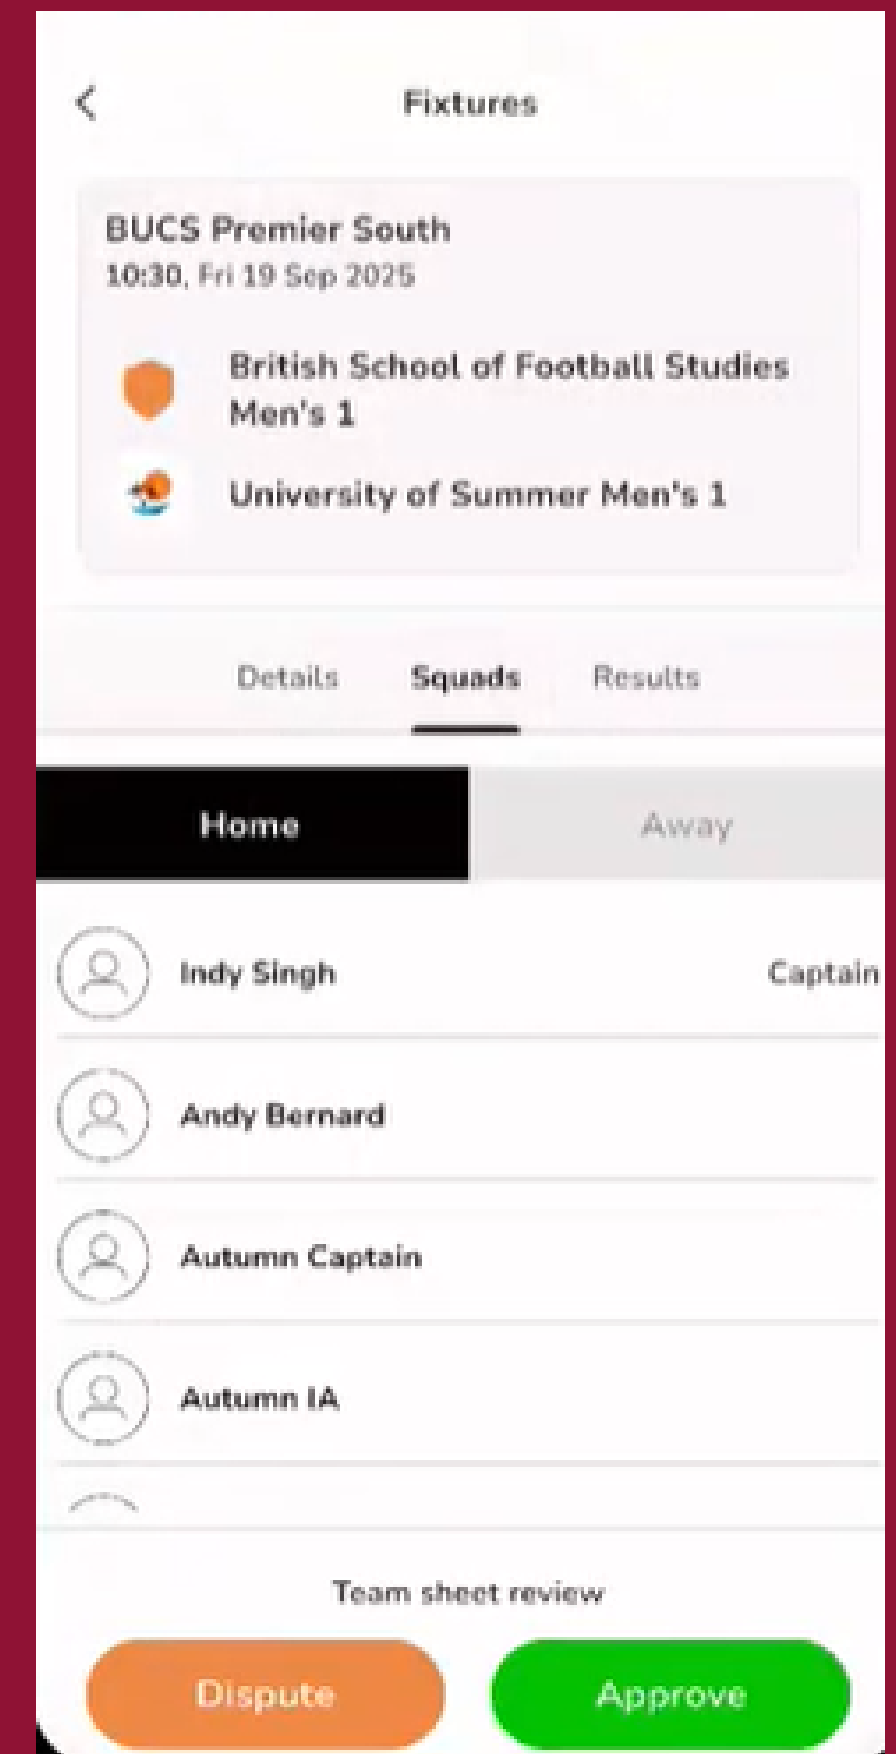 Fixtures
BUCS Premier South
10:30, Fri 19 Sep 2025
British School of Football Studies
Men's 1
University of Summer Men's 1
Details Squads Results
Home Away
Indy Singh Captain
Andy Bernard
Autumn Captain
Autumn IA
Team sheet review
Dispute Approve